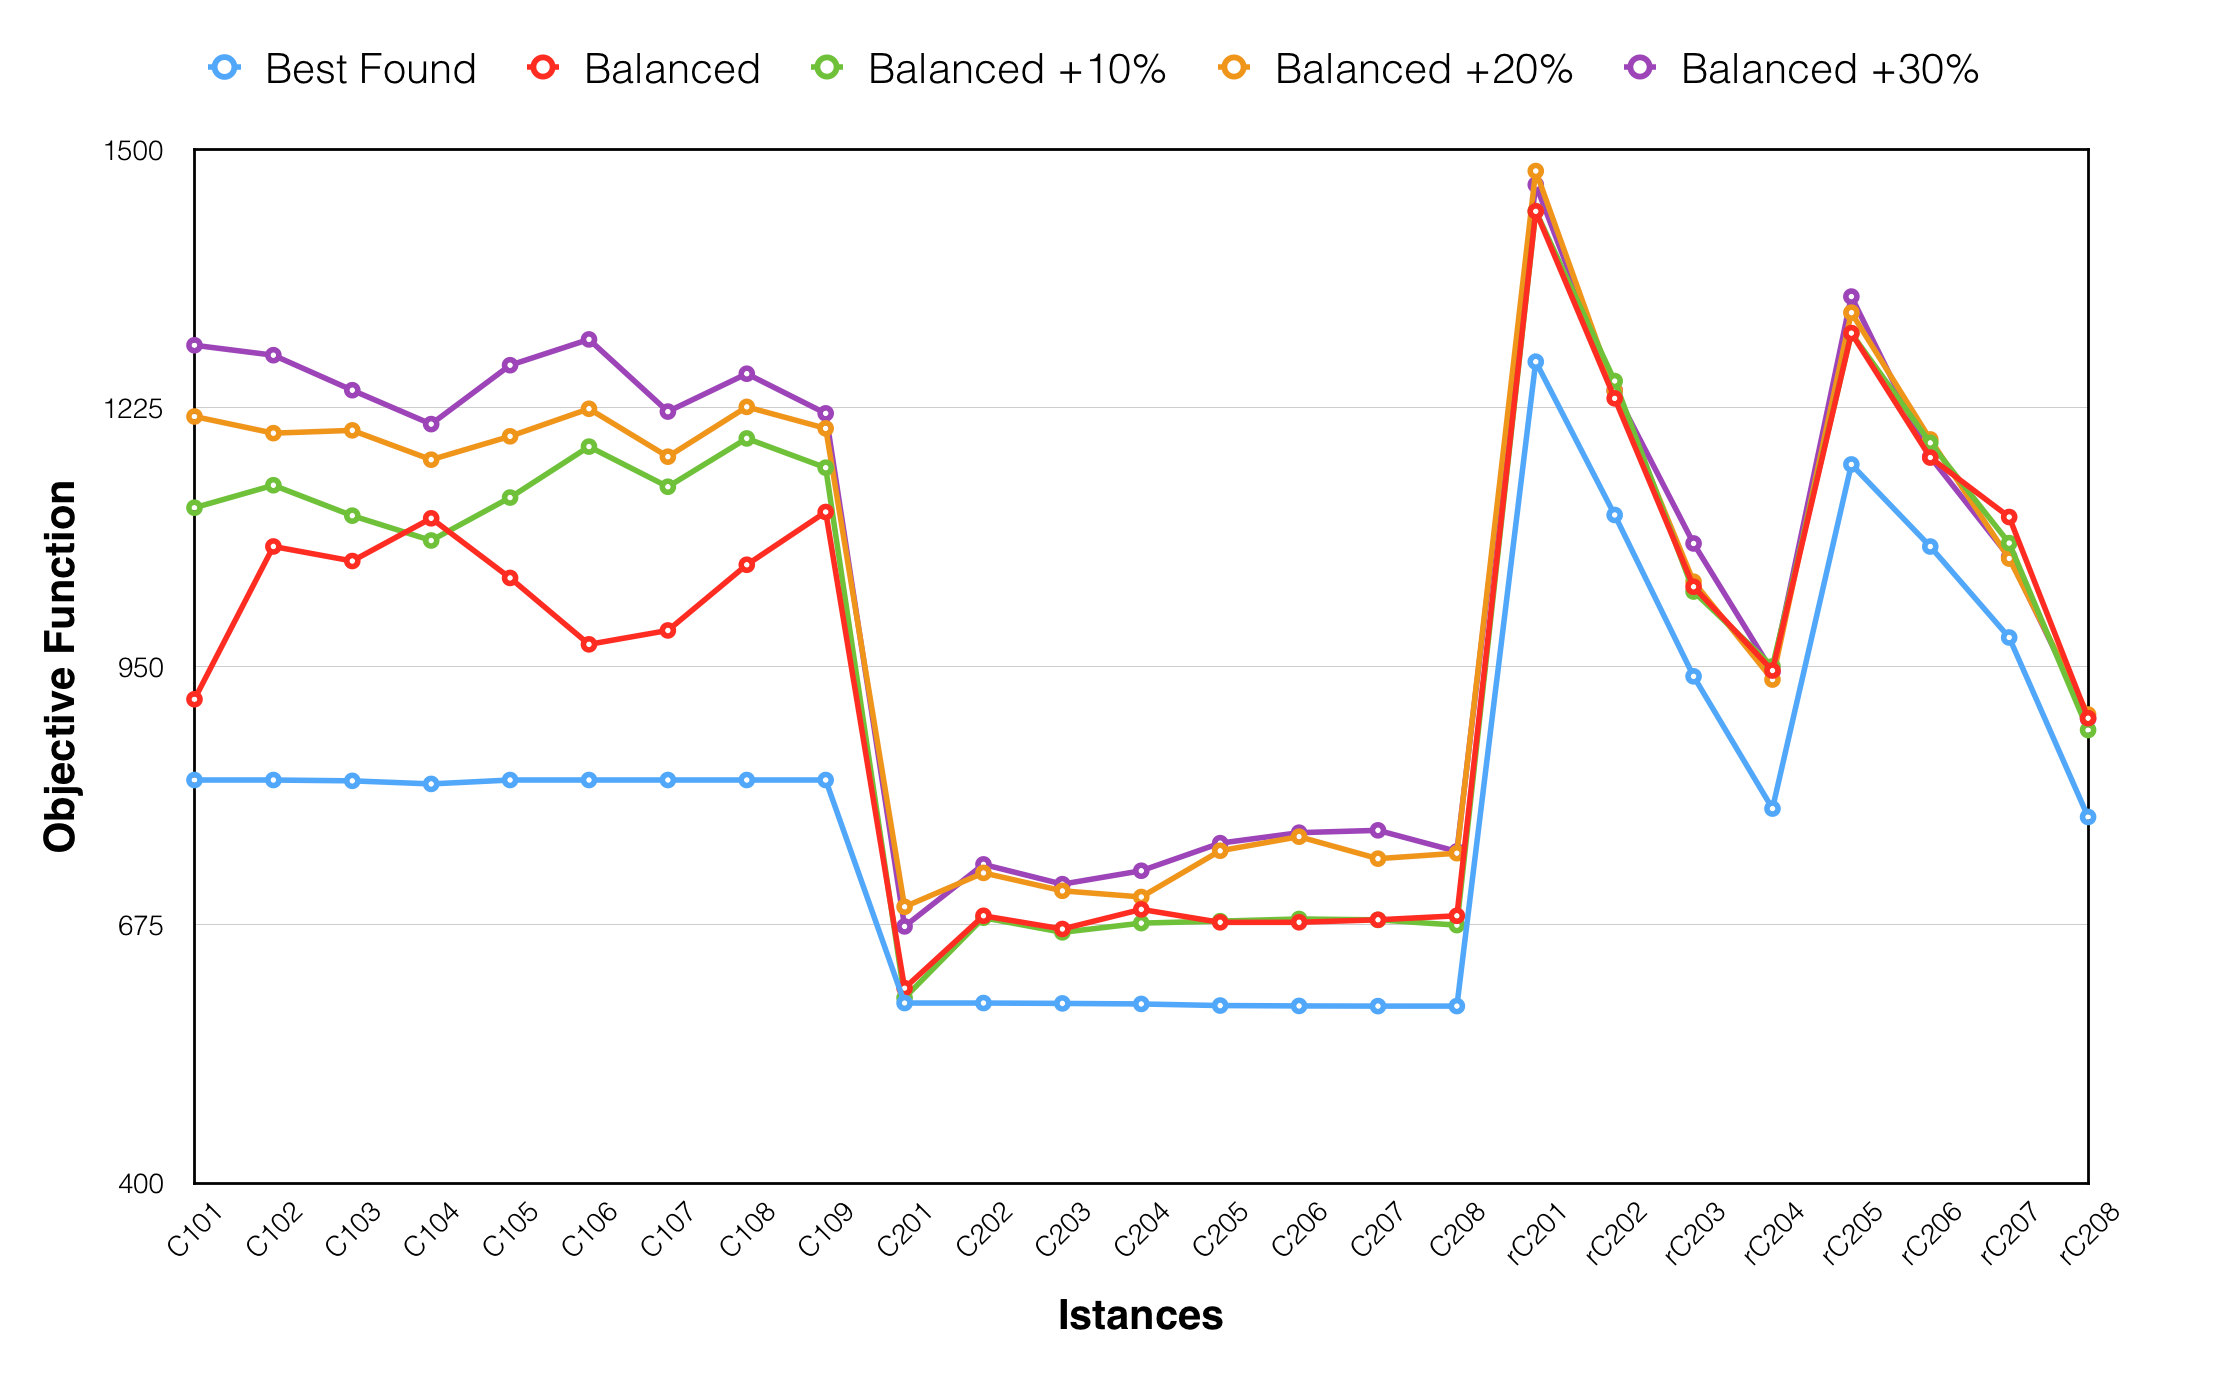 Best Found Balanced Balanced +10% Balanced +20% Balanced +30%
1500
1225
950
675
400
Objective Function
C101 C102 C103 C104 C105 C106 C107 C108 C109 C201 C202 C203 C204 C205 C206 C207 C208 rC201 rC202 rC203 rC204 rC205 rC206 rC207 rC208
Istances